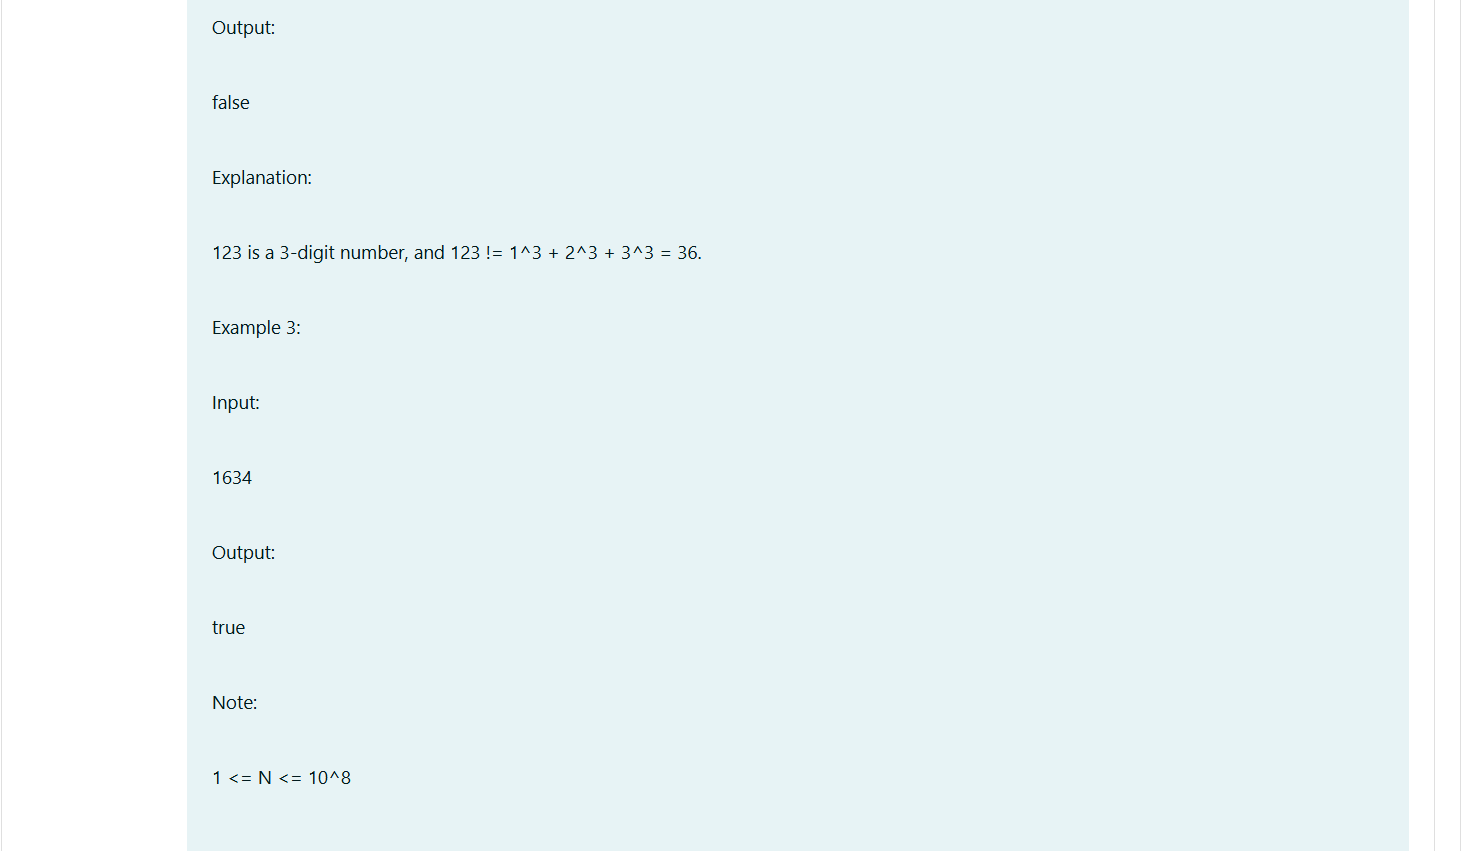 Output:
false
Explanation:
123 is a 3-digit number, and 123 != 1^3 + 2^3 + 3^3 = 36.
Example 3:
Input:
1634
Output:
true
Note:
1 <= N <= 10^8